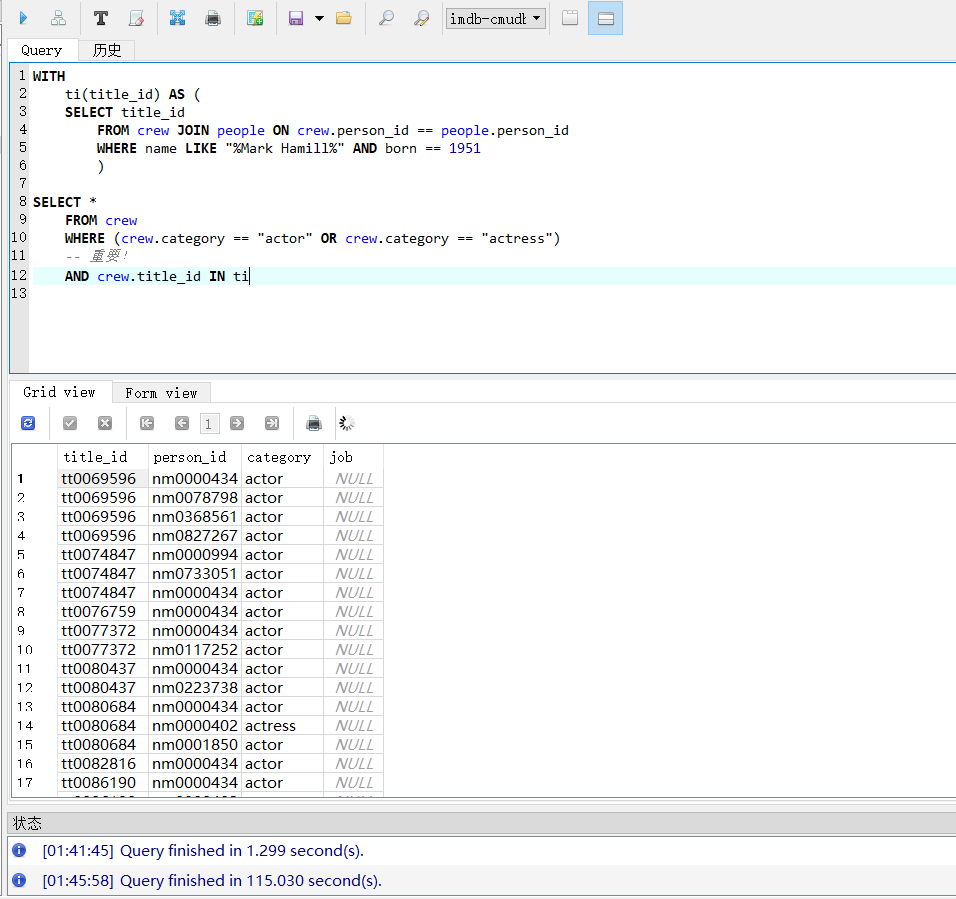 imdb-cmudb
Query 历史
1 WITH
2 ti(title_id) AS (
3 SELECT title_id
4 FROM crew JOIN people ON crew.person_id == people.person_id
5 WHERE name LIKE "%Mark Hamill%" AND born == 1951
6 )
7
8 SELECT *
9 FROM crew
10 WHERE (crew.category == "actor" OR crew.category == "actress")
11 -- 重要!
12 AND crew.title_id IN ti
13
Grid view Form view
1
title_id person_id category job
1 tt0069596 nm0000434 actor NULL
2 tt0069596 nm0078798 actor NULL
3 tt0069596 nm0368561 actor NULL
4 tt0069596 nm0827267 actor NULL
5 tt0074847 nm0000994 actor NULL
6 tt0074847 nm0733051 actor NULL
7 tt0074847 nm0000434 actor NULL
8 tt0076759 nm0000434 actor NULL
9 tt0077372 nm0000434 actor NULL
10 tt0077372 nm0117252 actor NULL
11 tt0080437 nm0000434 actor NULL
12 tt0080437 nm0223738 actor NULL
13 tt0080684 nm0000434 actor NULL
14 tt0080684 nm0000402 actress NULL
15 tt0080684 nm0001850 actor NULL
16 tt0082816 nm0000434 actor NULL
17 tt0086190 nm0000434 actor NULL
状态
[01:41:45] Query finished in 1.299 second(s).
[01:45:58] Query finished in 115.030 second(s).